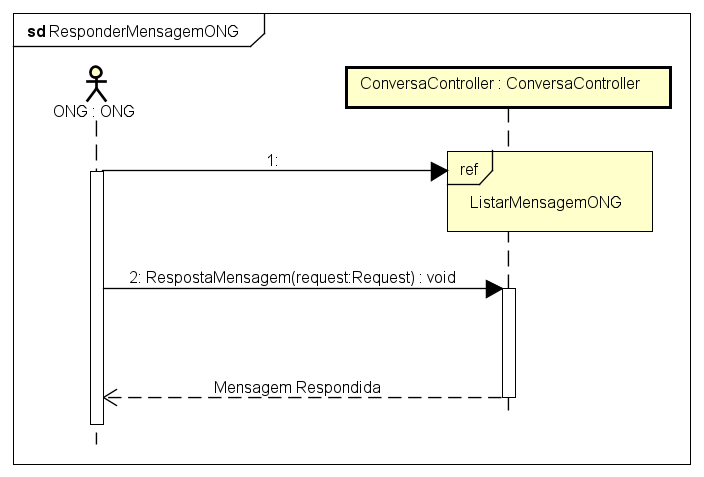 sd ResponderMensagemONG
ONG : ONG
ConversaController : ConversaController
1:
ref
ListarMensagemONG
2: RespostaMensagem(request:Request) : void
Mensagem Respondida